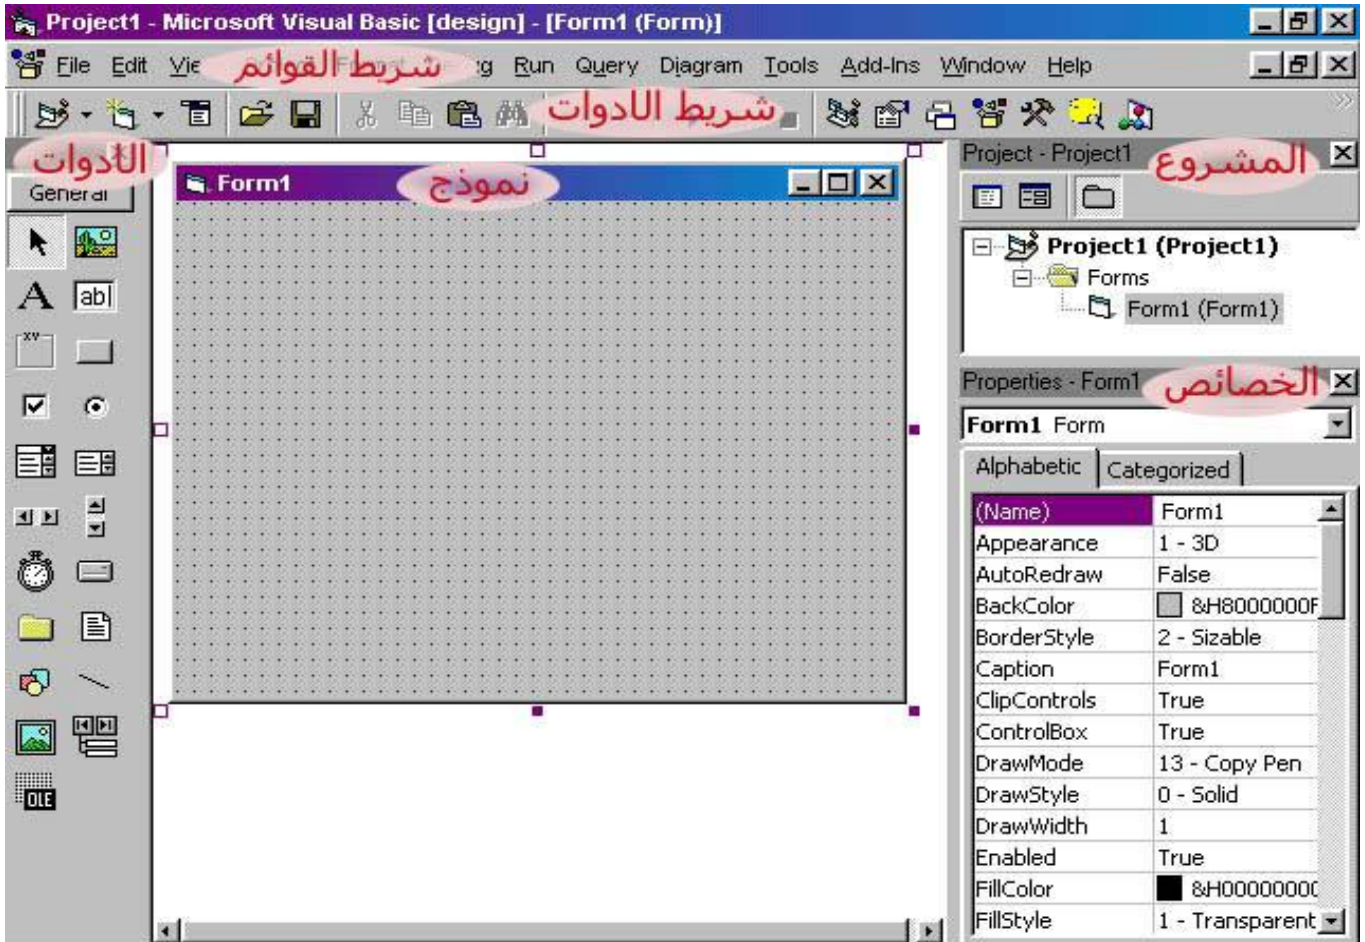 Project1 - Microsoft Visual Basic [design] - [Form1 (Form)]
File Edit شريط القوائم Run Query Diagram Tools Add-Ins Window Help
شريط الادوات
الادوات
General
Form1 نموذج
Project - Project1 المشروع
Project1 (Project1)
Forms
Form1 (Form1)
Properties - Form1 الخصائص
Form1 Form
Alphabetic Categorized
(Name) Form1
Appearance 1 - 3D
AutoRedraw False
BackColor &H8000000F
BorderStyle 2 - Sizable
Caption Form1
ClipControls True
ControlBox True
DrawMode 13 - Copy Pen
DrawStyle 0 - Solid
DrawWidth 1
Enabled True
FillColor &H00000000
FillStyle 1 - Transparent
A
ab
xv
OLE